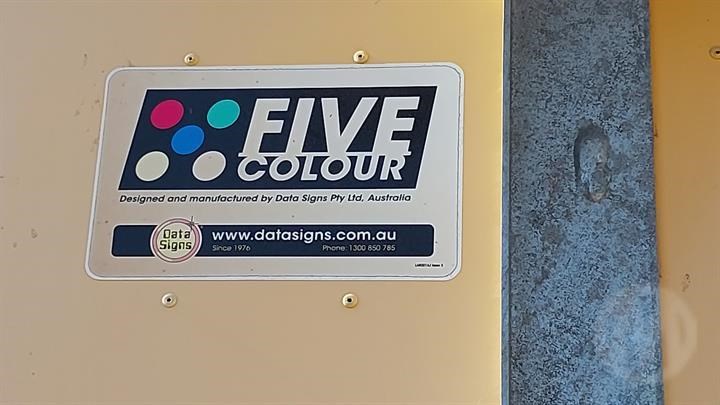 FIVE
COLOUR
Designed and manufactured by Data Signs Pty Ltd, Australia
Data
Signs
www.datasigns.com.au
Since 1976 Phone: 1300 850 785